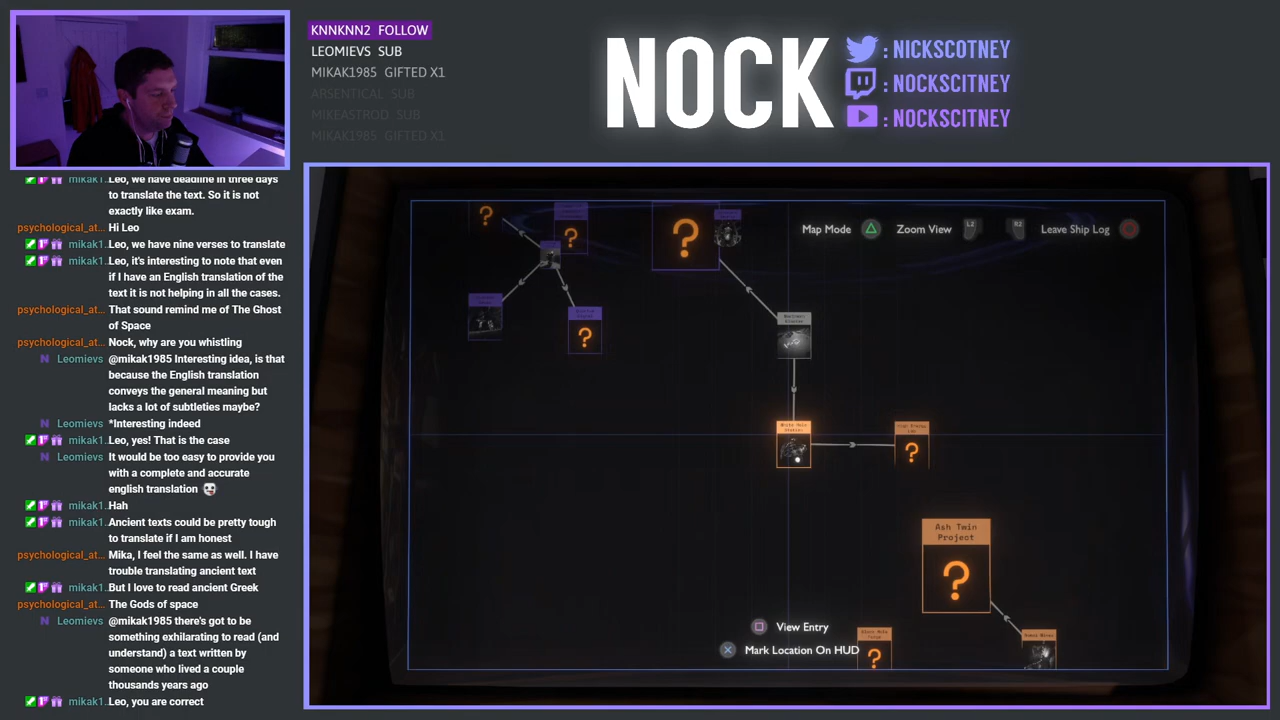 KNNKNN2 FOLLOW
LEOMIEVS SUB
MIKAK1985 GIFTED X1
ARSENTICAL SUB
MIKEASTROD SUB
MIKAK1985 GIFTED X1
NOCK
: NICKSCOTNEY
: NOCKSCITNEY
: NOCKSCITNEY
mikak1.. Leo, we have deadline in three days
to translate the text. So it is not
exactly like exam.
psychological_at... Hi Leo
mikak1.. Leo, we have nine verses to translate
mikak1.. Leo, it's interesting to note that even
if I have an English translation of the
text it is not helping in all the cases.
psychological_at... That sound remind me of The Ghost
of Space
psychological_at... Nock, why are you whistling
N Leomievs @mikak1985 Interesting idea, is that
because the English translation
conveys the general meaning but
lacks a lot of subtleties maybe?
N Leomievs *Interesting indeed
mikak1.. Leo, yes! That is the case
N Leomievs It would be too easy to provide you
with a complete and accurate
english translation
mikak1.. Hah
mikak1.. Ancient texts could be pretty tough
to translate if I am honest
psychological_at... Mika, I feel the same as well. I have
trouble translating ancient text
mikak1.. But I love to read ancient Greek
psychological_at... The Gods of space
N Leomievs @mikak1985 there's got to be
something exhilarating to read (and
understand) a text written by
someone who lived a couple
thousands years ago
mikak1.. Leo, you are correct
Map Mode
Zoom View L2 R2
Leave Ship Log
?
?
?
?
White Hole
Station
?
Ash Twin
Project
?
?
View Entry
Mark Location On HUD